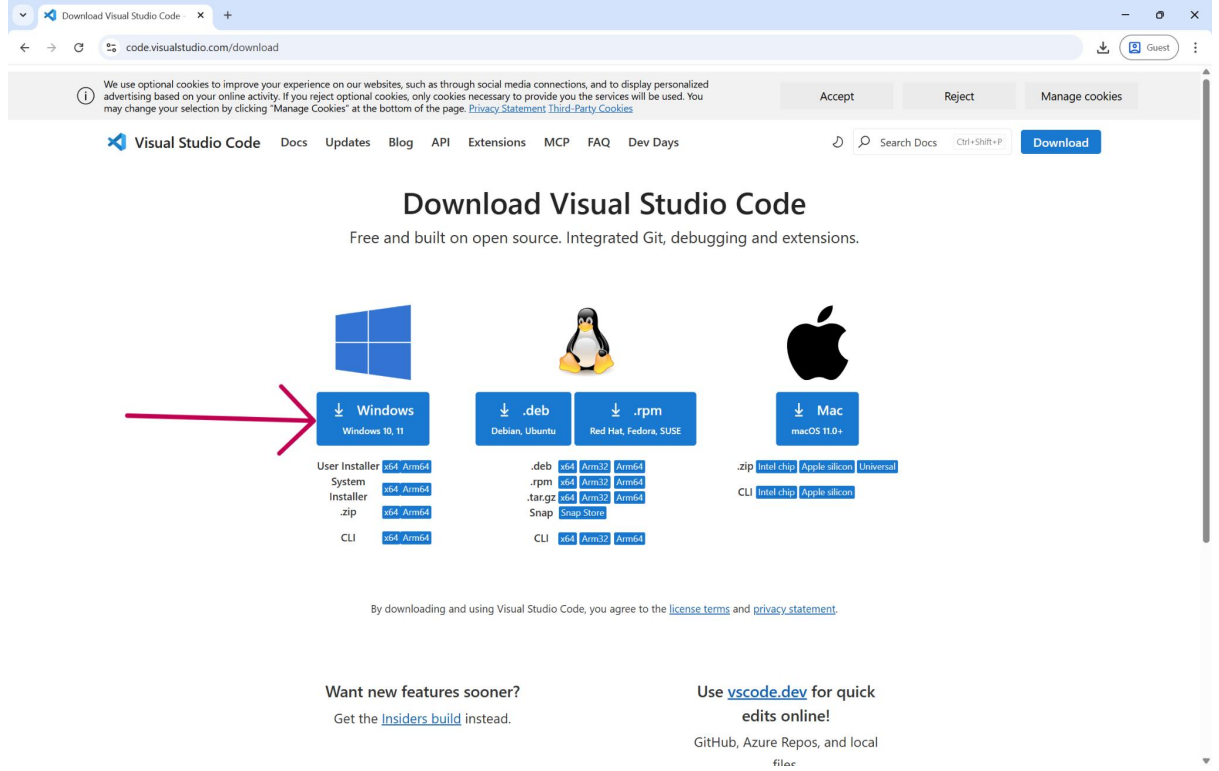 Download Visual Studio Code -
code.visualstudio.com/download
Guest
We use optional cookies to improve your experience on our websites, such as through social media connections, and to display personalized
advertising based on your online activity. If you reject optional cookies, only cookies necessary to provide you the services will be used. You
may change your selection by clicking "Manage Cookies" at the bottom of the page. Privacy Statement Third-Party Cookies
Accept Reject Manage cookies
Visual Studio Code Docs Updates Blog API Extensions MCP FAQ Dev Days Search Docs Ctrl+Shift+P Download
Download Visual Studio Code
Free and built on open source. Integrated Git, debugging and extensions.
Windows
Windows 10, 11
User Installer x64 Arm64
System
Installer x64 Arm64
.zip x64 Arm64
CLI x64 Arm64
.deb
Debian, Ubuntu
.rpm
Red Hat, Fedora, SUSE
.deb x64 Arm32 Arm64
.rpm x64 Arm32 Arm64
.tar.gz x64 Arm32 Arm64
Snap Snap Store
CLI x64 Arm32 Arm64
Mac
macOS 11.0+
.zip Intel chip Apple silicon Universal
CLI Intel chip Apple silicon
By downloading and using Visual Studio Code, you agree to the license terms and privacy statement.
Want new features sooner?
Get the Insiders build instead.
Use vscode.dev for quick
edits online!
GitHub, Azure Repos, and local
files.